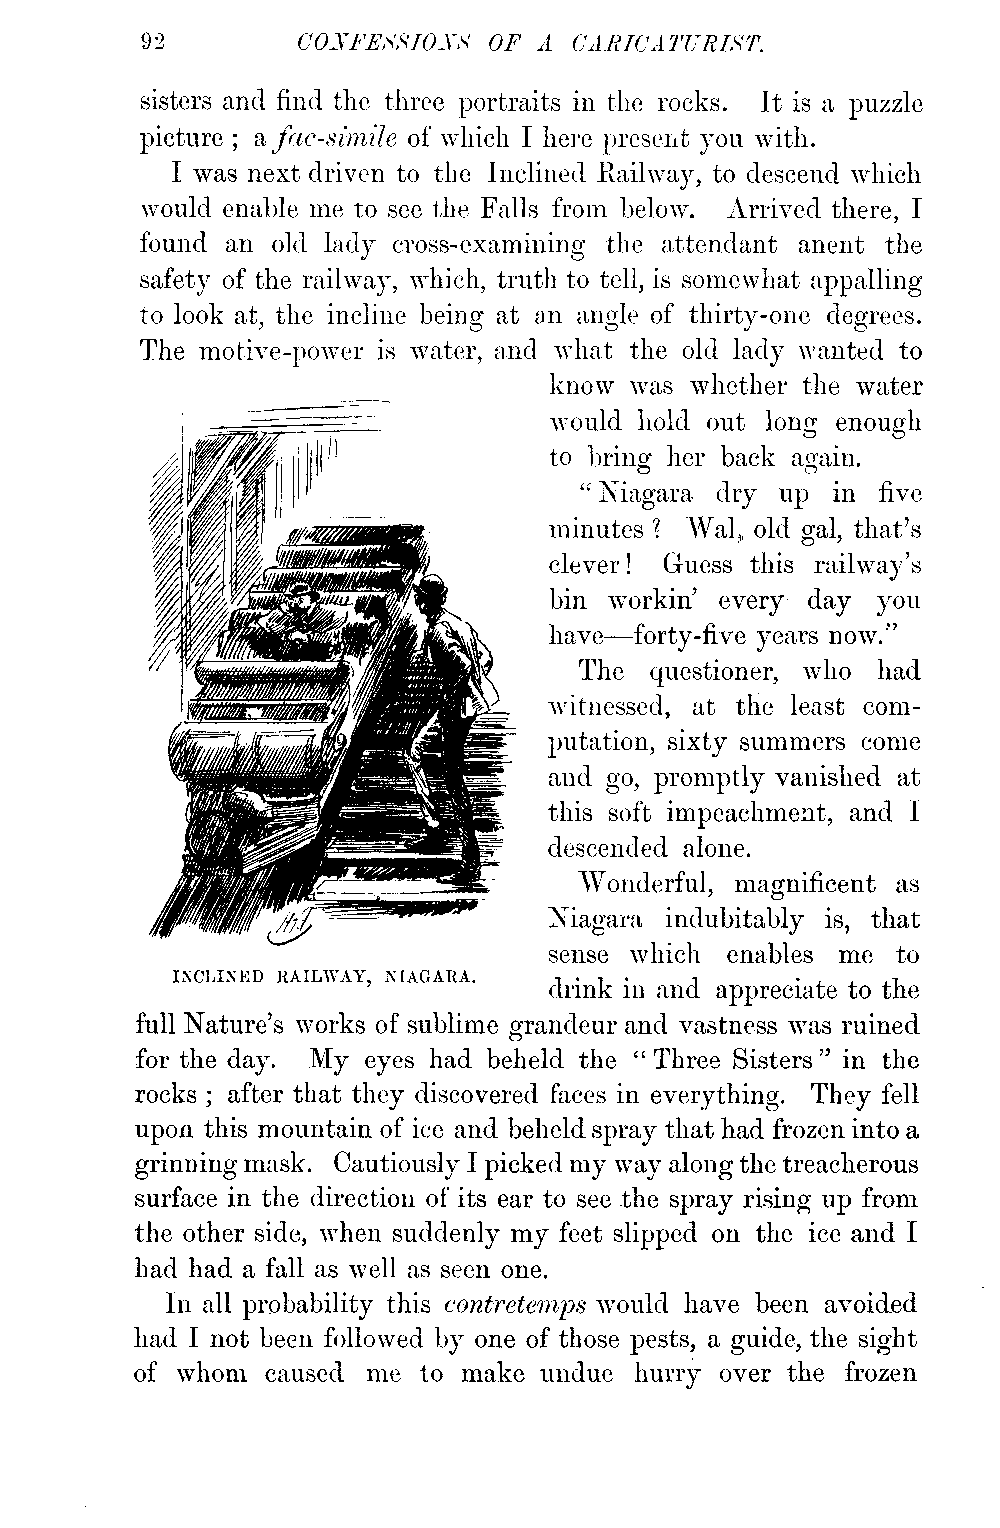 92 CONFESSIONS OF A CARICATURIST.
sisters and find the three portraits in the rocks. It is a puzzle
picture ; a fac-simile of which I here present you with.
I was next driven to the Inclined Railway, to descend which
would enable me to see the Falls from below. Arrived there, I
found an old lady cross-examining the attendant anent the
safety of the railway, which, truth to tell, is somewhat appalling
to look at, the incline being at an angle of thirty-one degrees.
The motive-power is water, and what the old lady wanted to
know was whether the water
would hold out long enough
to bring her back again.
“ Niagara dry up in five
minutes ? Wal, old gal, that’s
clever! Guess this railway’s
bin workin’ every day you
have—forty-five years now.”
The questioner, who had
witnessed, at the least com-
putation, sixty summers come
and go, promptly vanished at
this soft impeachment, and I
descended alone.
Wonderful, magnificent as
Niagara indubitably is, that
sense which enables me to
drink in and appreciate to the
INCLINED RAILWAY, NIAGARA.
full Nature’s works of sublime grandeur and vastness was ruined
for the day. My eyes had beheld the “ Three Sisters ” in the
rocks ; after that they discovered faces in everything. They fell
upon this mountain of ice and beheld spray that had frozen into a
grinning mask. Cautiously I picked my way along the treacherous
surface in the direction of its ear to see the spray rising up from
the other side, when suddenly my feet slipped on the ice and I
had had a fall as well as seen one.
In all probability this contretemps would have been avoided
had I not been followed by one of those pests, a guide, the sight
of whom caused me to make undue hurry over the frozen